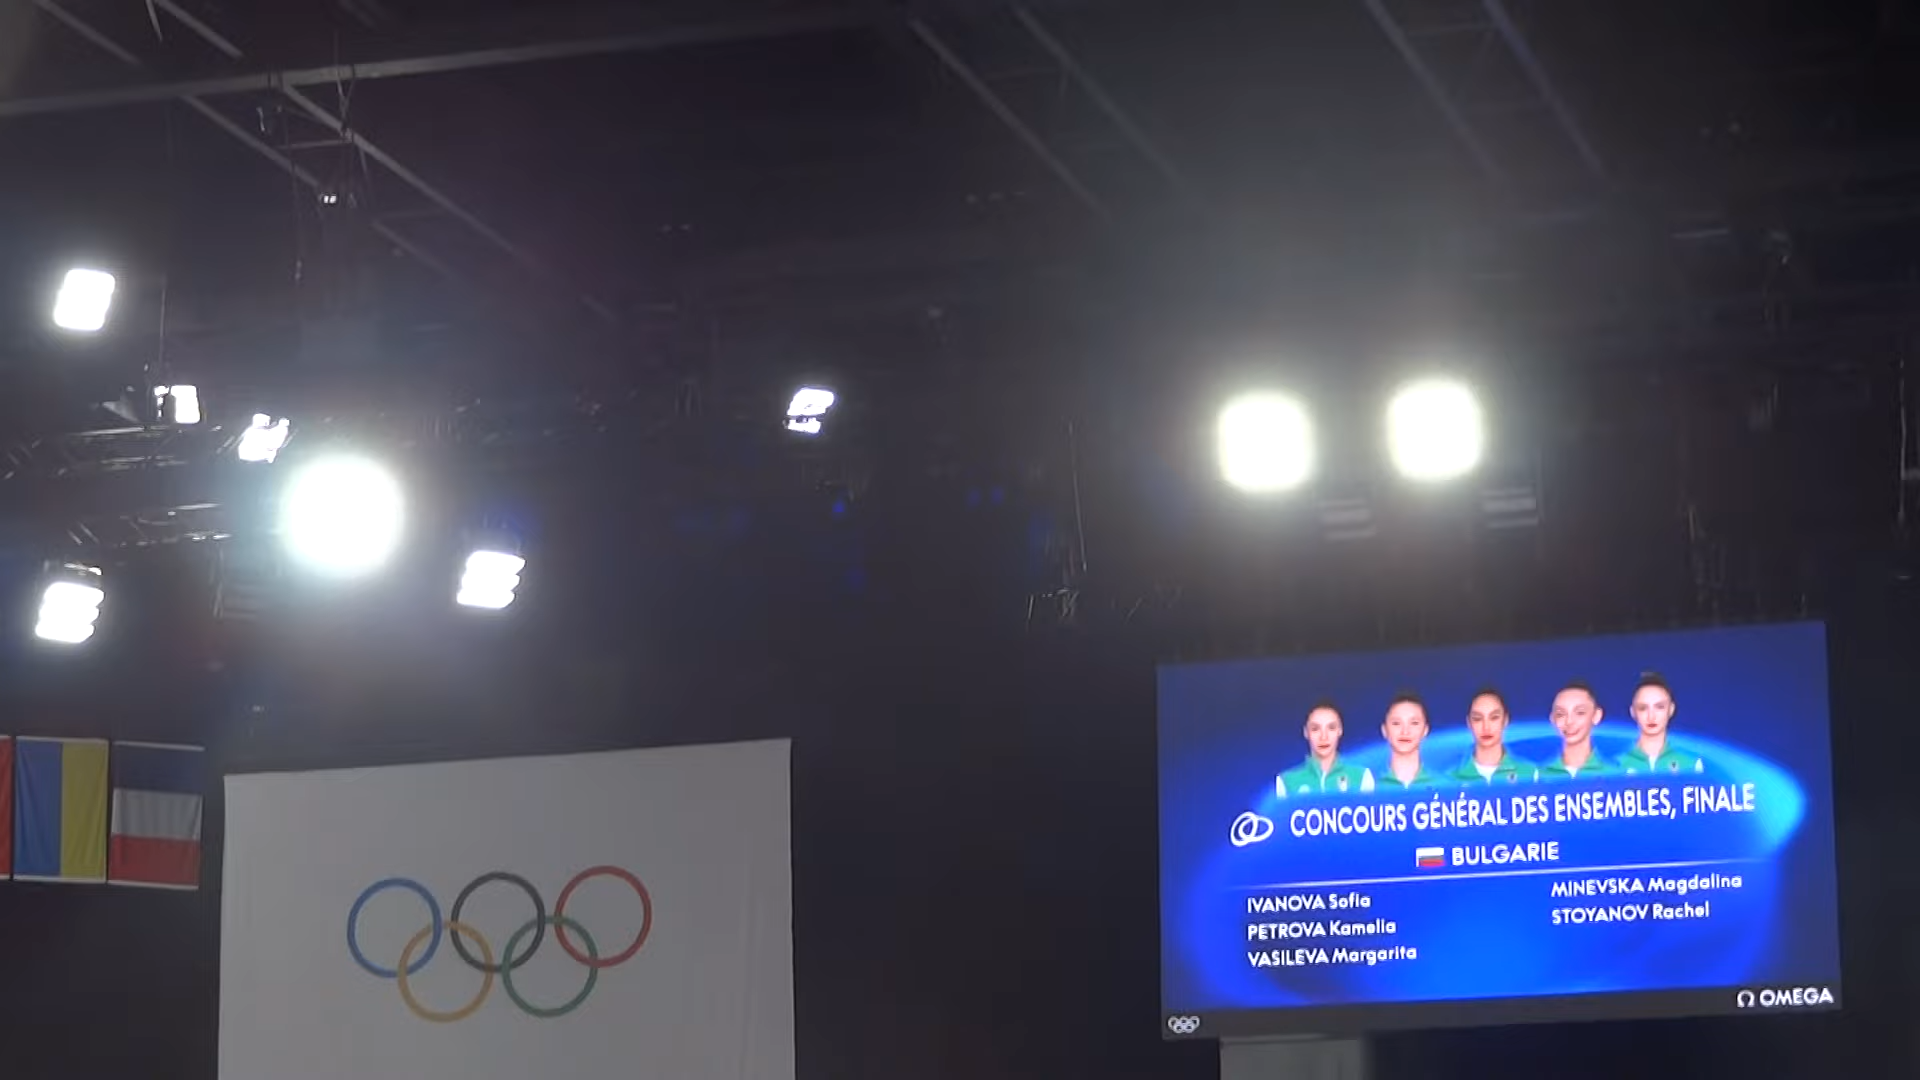 CONCOURS GÉNÉRAL DES ENSEMBLES, FINALE
BULGARIE
IVANOVA Sofia
PETROVA Kamelia
VASILEVA Margarita
MINEVSKA Magdalina
STOYANOV Rachel
Ω OMEGA